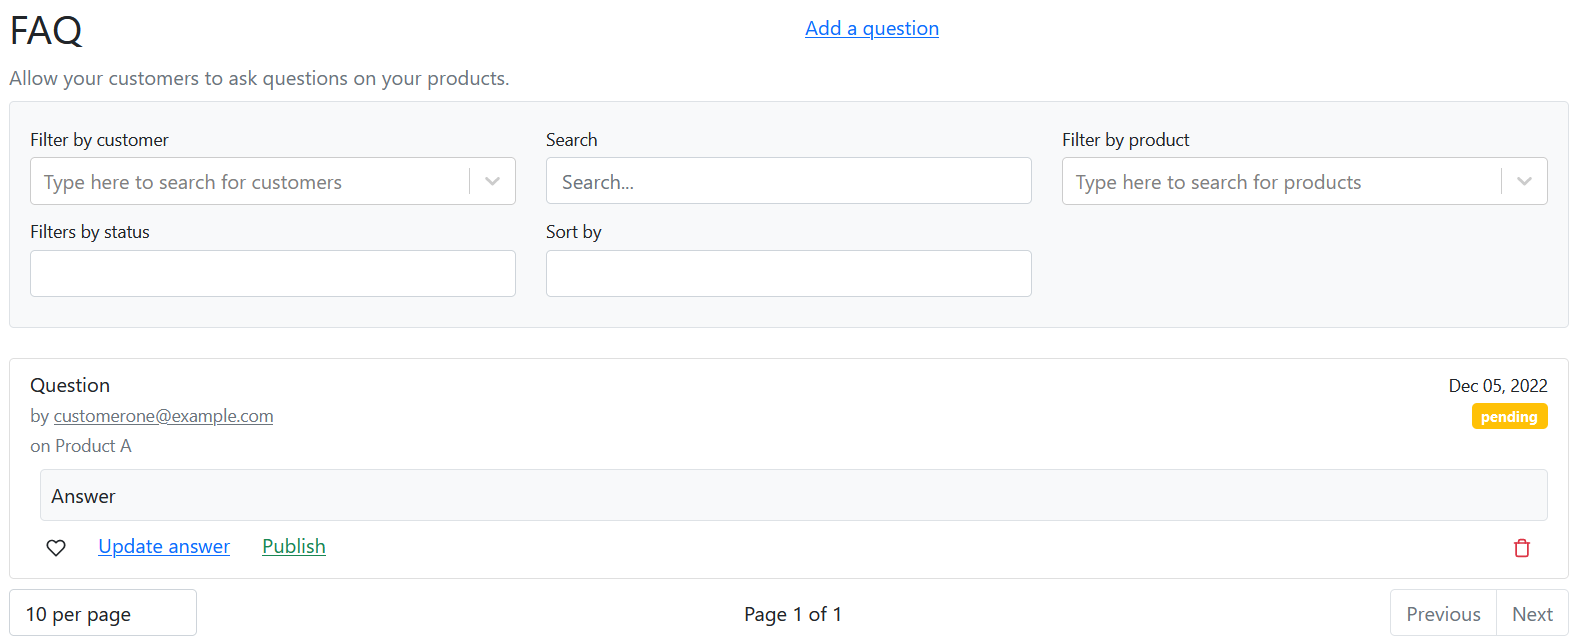 FAQ
Add a question
Allow your customers to ask questions on your products.
Filter by customer
Type here to search for customers
Search
Search...
Filter by product
Type here to search for products
Filters by status
Sort by
Question
Dec 05, 2022
by customerone@example.com
pending
on Product A
Answer
Update answer
Publish
10 per page
Page 1 of 1
Previous
Next